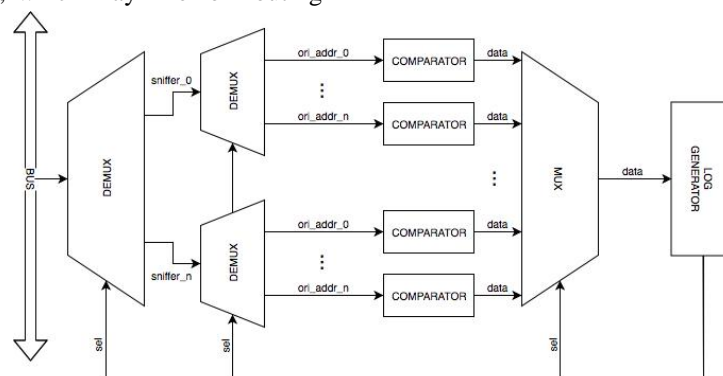 BUS
DEMUX
sniffer_0
sniffer_n
DEMUX
DEMUX
ori_addr_0
⋮
ori_addr_n
ori_addr_0
⋮
ori_addr_n
COMPARATOR
COMPARATOR
COMPARATOR
COMPARATOR
data
data
⋮
data
data
MUX
data
LOG
GENERATOR
sel
sel
sel